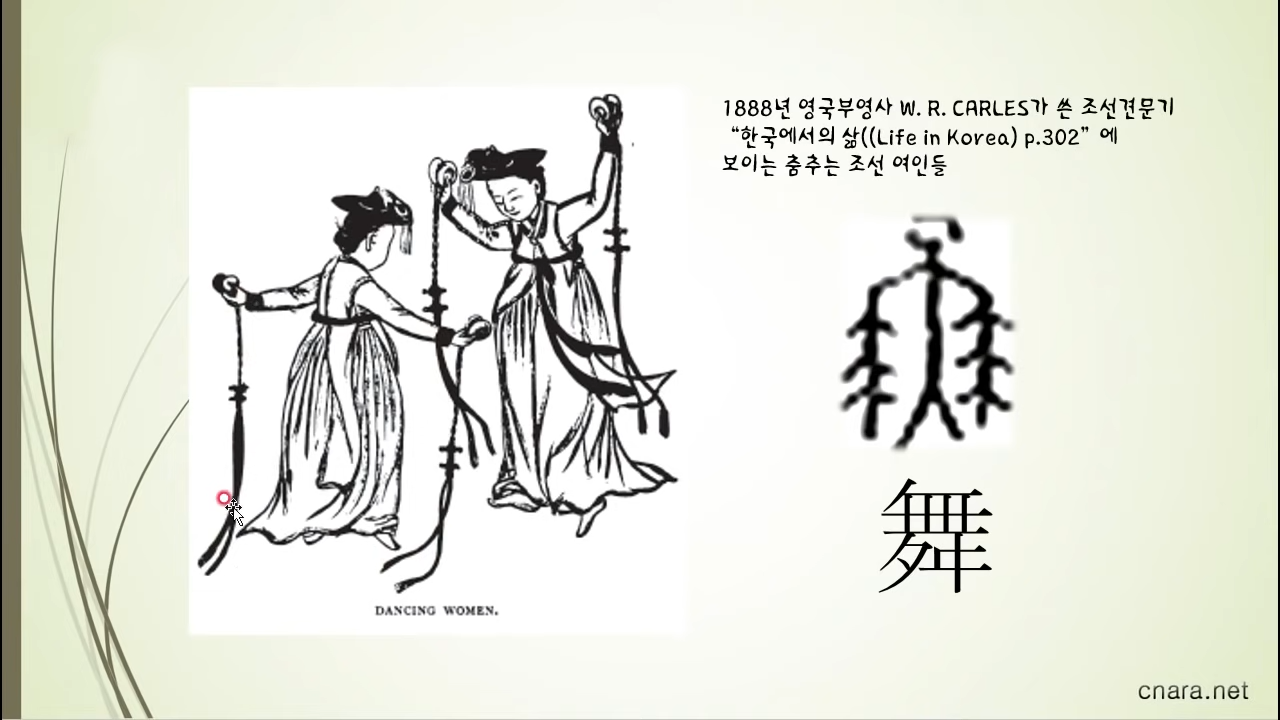 1888년 영국부영사 W. R. CARLES가 쓴 조선견문기
“한국에서의 삶((Life in Korea) p.302” 에
보이는 춤추는 조선 여인들
舞
DANCING WOMEN.
cnara.net